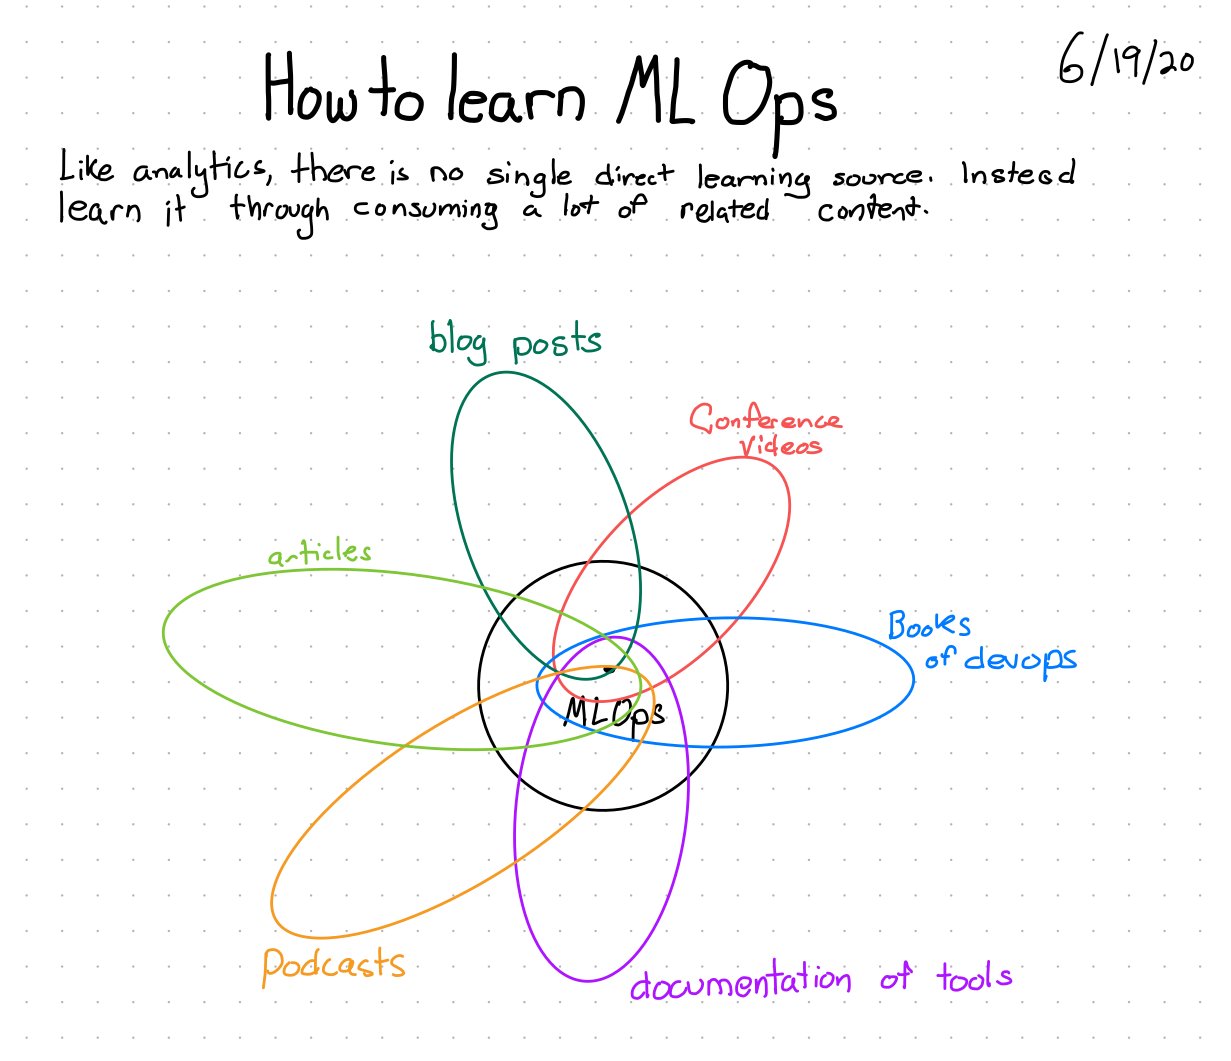 How to learn ML Ops
6/19/20
Like analytics, there is no single direct learning source. Instead
learn it through consuming a lot of related content.
blog posts
Conference
videos
articles
Books
of devops
MLOps
Podcasts
documentation of tools